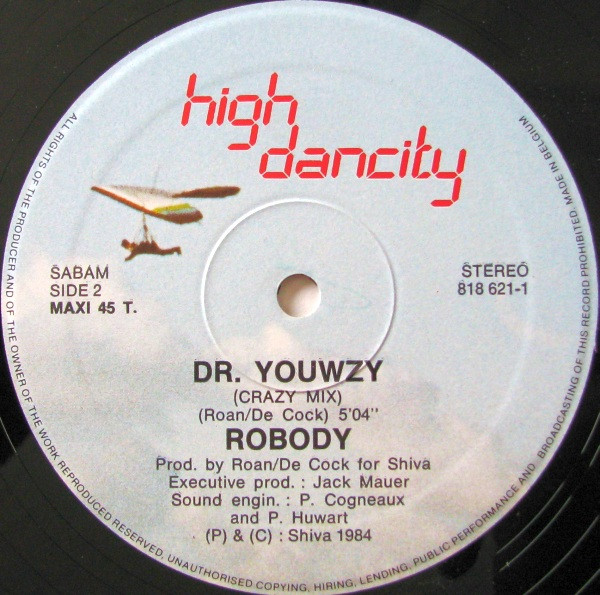 high
dancity
SABAM
SIDE 2
MAXI 45 T.
STEREO
818 621-1
DR. YOUWZY
(CRAZY MIX)
(Roan/De Cock) 5'04''
ROBODY
Prod. by Roan/De Cock for Shiva
Executive prod. : Jack Mauer
Sound engin. : P. Cogneaux
and P. Huwart
(P) & (C) : Shiva 1984
ALL RIGHTS OF THE PRODUCER AND OF THE OWNER OF THE WORK REPRODUCED RESERVED. UNAUTHORISED COPYING, HIRING, LENDING, PUBLIC PERFORMANCE AND BROADCASTING OF THIS RECORD PROHIBITED. MADE IN BELGIUM